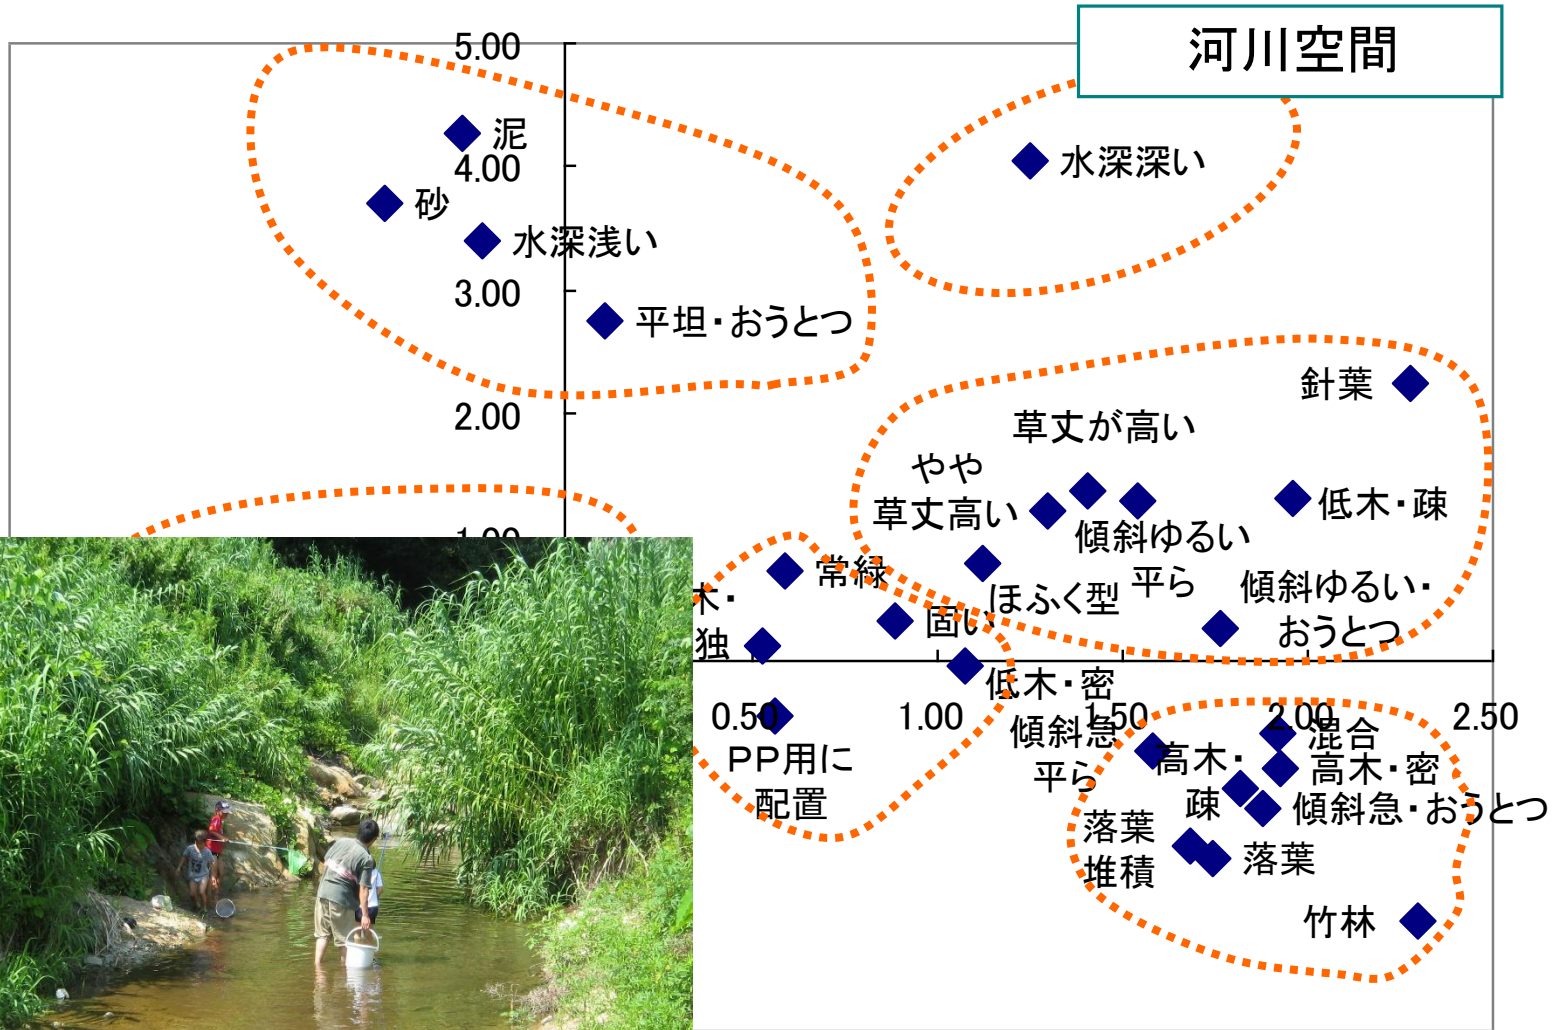 河川空間
5.00
泥
4.00
砂
水深浅い
水深深い
3.00
平坦・おうとつ
2.00
針葉
草丈が高い
やや
草丈高い
低木・疎
傾斜ゆるい
平ら
1.00
常緑
ほふく型
傾斜ゆるい・
おうとつ
固い
木・
独
低木・密
0.50
1.00
1.50
2.00
2.50
PP用に
配置
傾斜急
平ら
混合
高木・
疎
高木・密
傾斜急・おうとつ
落葉
堆積
落葉
竹林